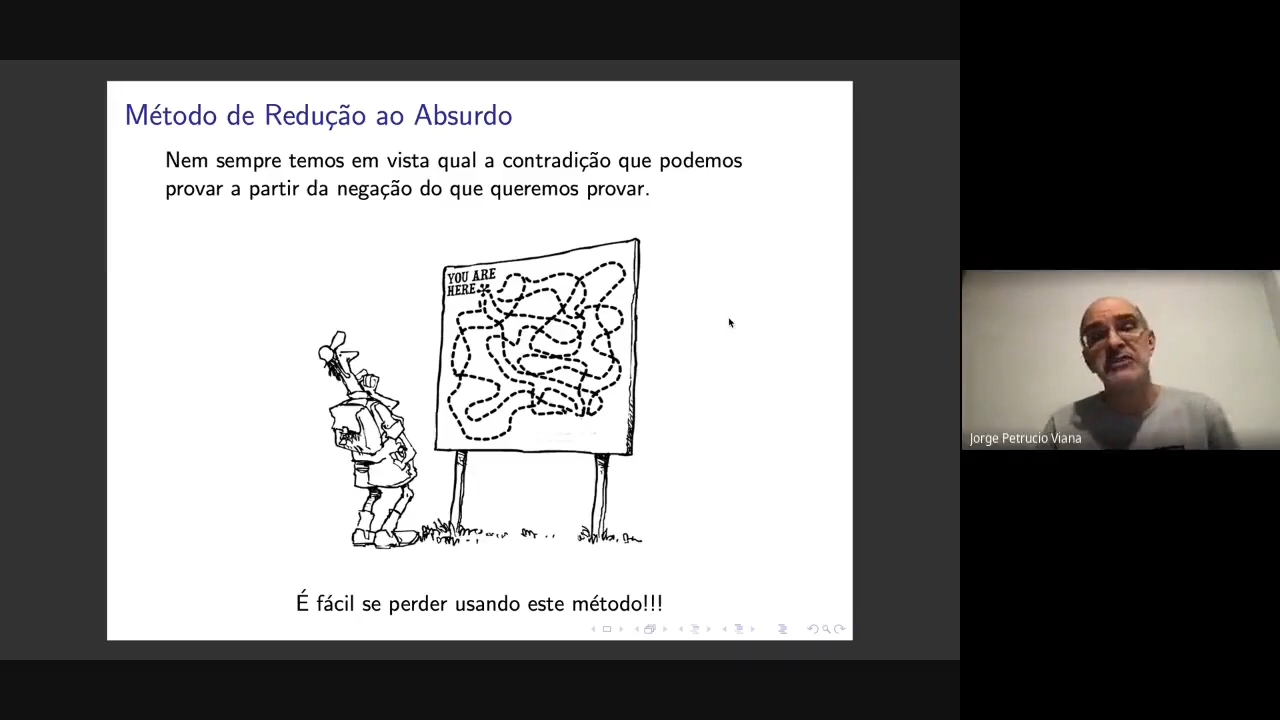 Método de Redução ao Absurdo
Nem sempre temos em vista qual a contradição que podemos
provar a partir da negação do que queremos provar.
YOU ARE
HERE
É fácil se perder usando este método!!!
Jorge Petrucio Viana